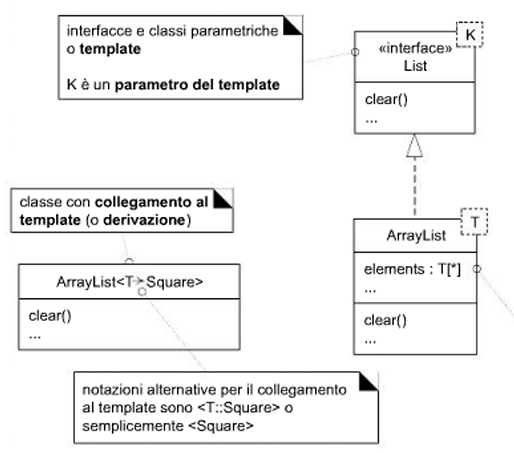 interfacce e classi parametriche
o template
K è un parametro del template
K
«interface»
List
clear()
...
classe con collegamento al
template (o derivazione)
T
ArrayList
elements : T[*]
...
clear()
...
ArrayList<T->Square>
clear()
...
notazioni alternative per il collegamento
al template sono <T::Square> o
semplicemente <Square>